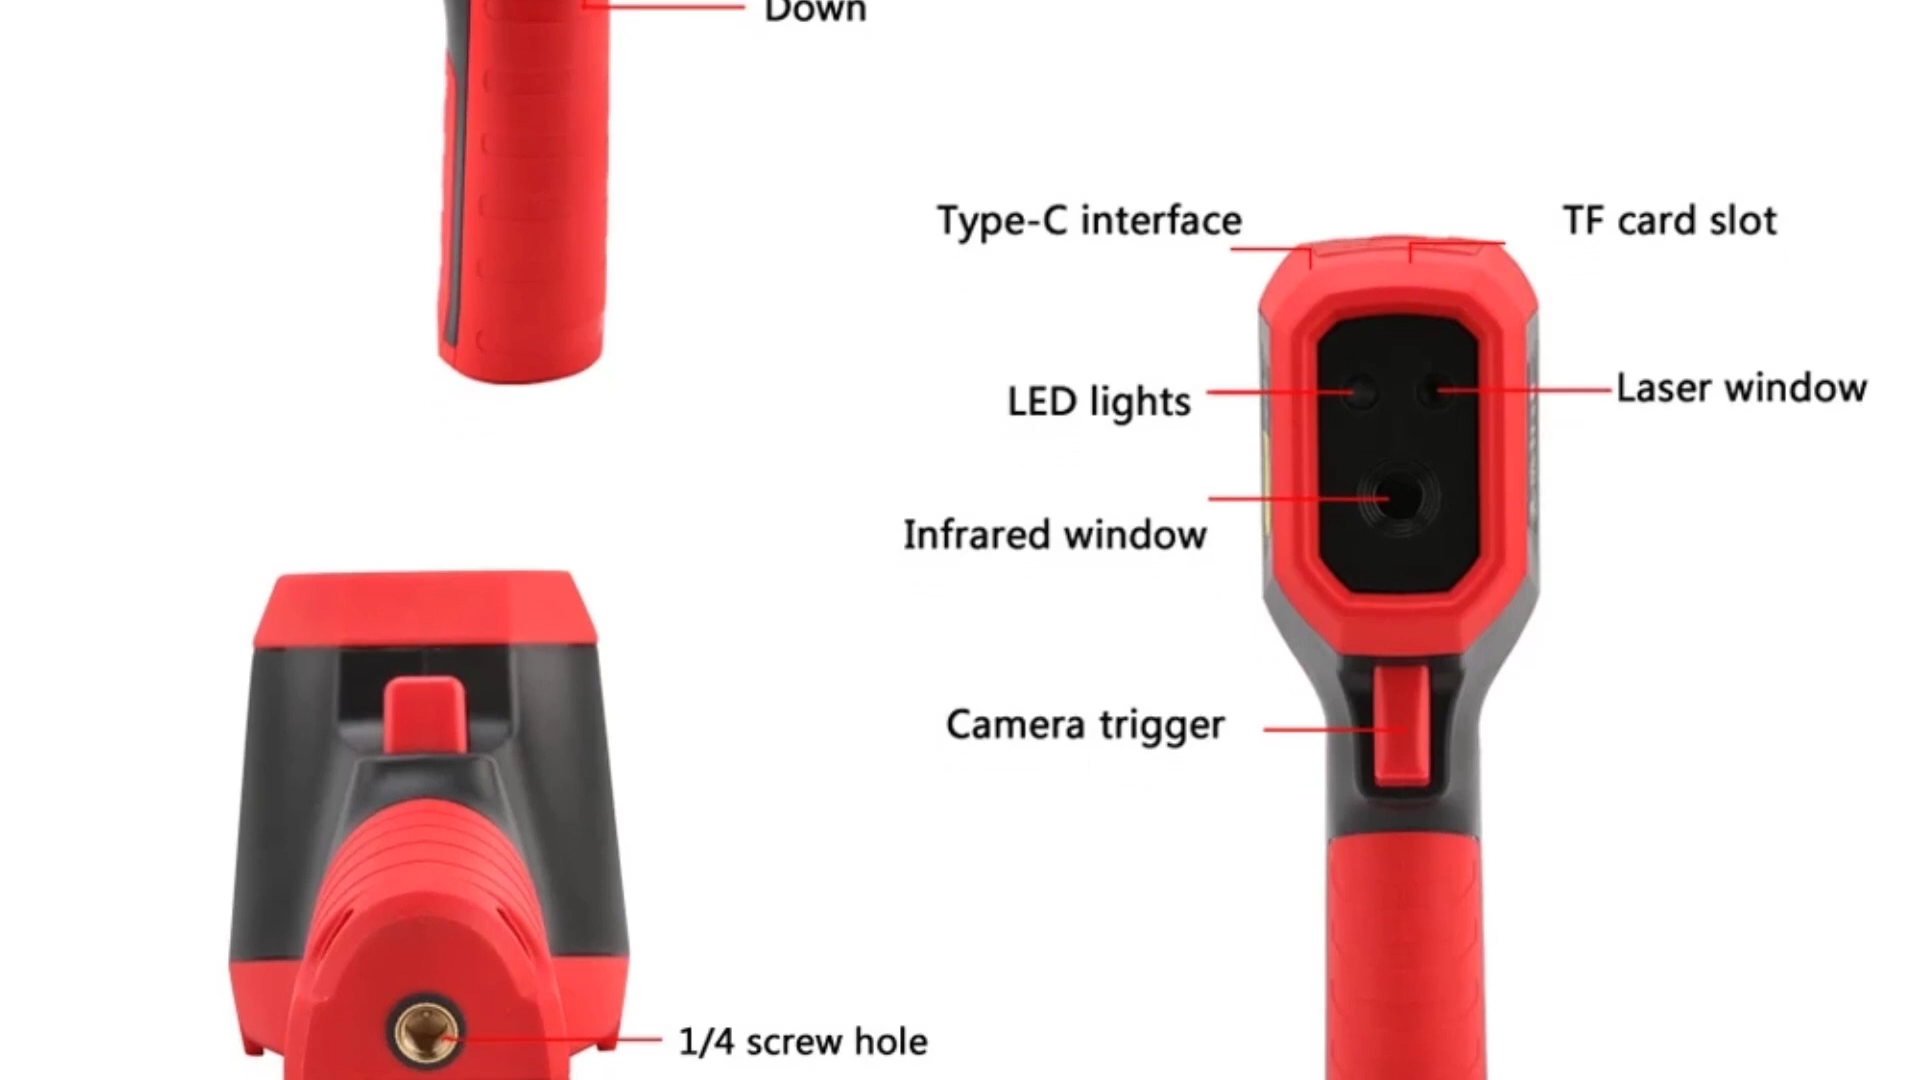 Down
Type-C interface
TF card slot
LED lights
Laser window
Infrared window
Camera trigger
1/4 screw hole